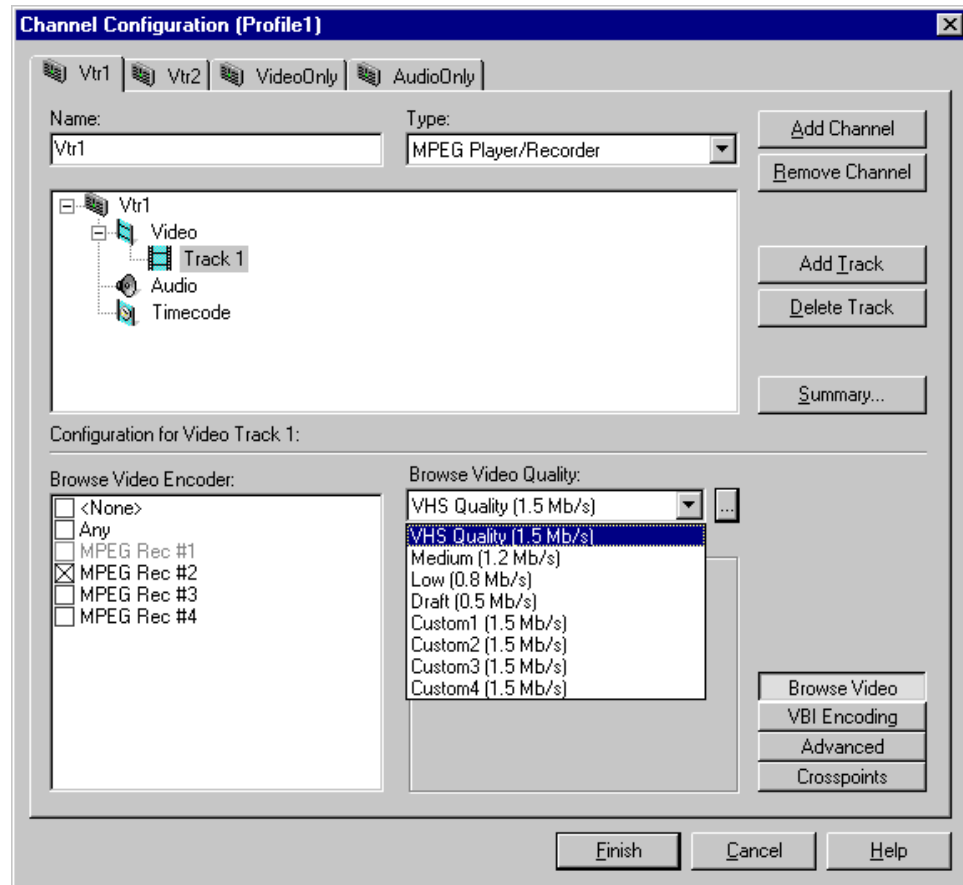 Channel Configuration (Profile1)
Vtr1
Vtr2
VideoOnly
AudioOnly
Name:
Type:
Vtr1
MPEG Player/Recorder
Add Channel
Remove Channel
Vtr1
Video
Track 1
Audio
Timecode
Add Track
Delete Track
Summary...
Configuration for Video Track 1:
Browse Video Encoder:
<None>
Any
MPEG Rec #1
MPEG Rec #2
MPEG Rec #3
MPEG Rec #4
Browse Video Quality:
VHS Quality (1.5 Mb/s)
...
VHS Quality (1.5 Mb/s)
Medium (1.2 Mb/s)
Low (0.8 Mb/s)
Draft (0.5 Mb/s)
Custom1 (1.5 Mb/s)
Custom2 (1.5 Mb/s)
Custom3 (1.5 Mb/s)
Custom4 (1.5 Mb/s)
Browse Video
VBI Encoding
Advanced
Crosspoints
Finish
Cancel
Help